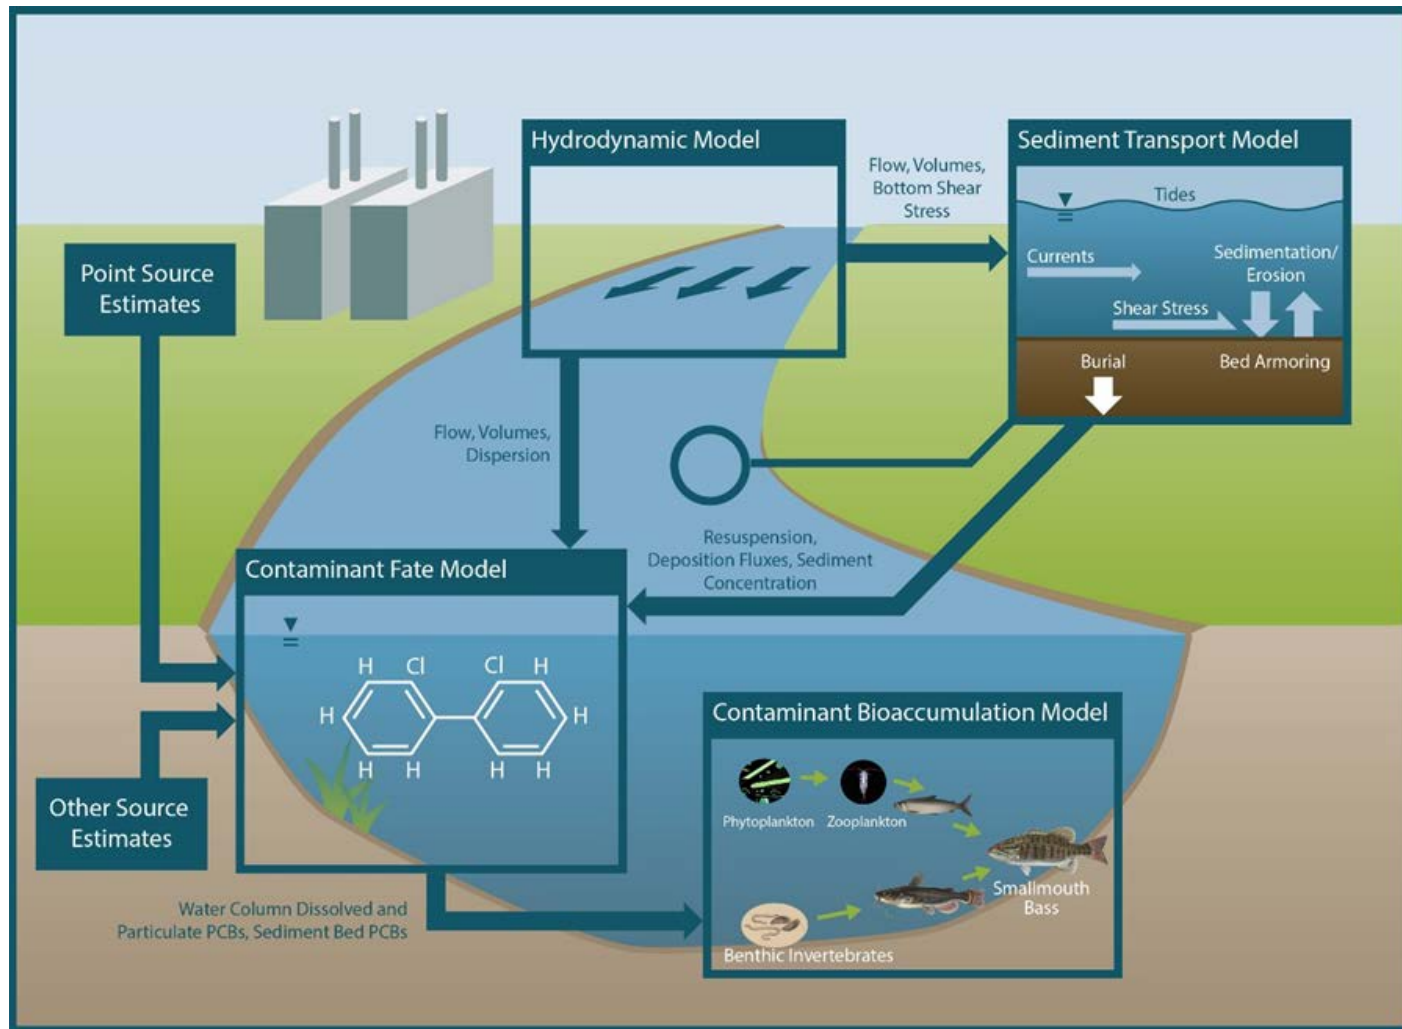 Hydrodynamic Model
Flow, Volumes,
Bottom Shear
Stress
Sediment Transport Model
Tides
Currents
Sedimentation/
Erosion
Shear Stress
Burial
Bed Armoring
Point Source
Estimates
Flow, Volumes,
Dispersion
Resuspension,
Deposition Fluxes, Sediment
Concentration
Contaminant Fate Model
H Cl Cl H
H H
H H H H
Other Source
Estimates
Water Column Dissolved and
Particulate PCBs, Sediment Bed PCBs
Contaminant Bioaccumulation Model
Phytoplankton
Zooplankton
Smallmouth
Bass
Benthic Invertebrates